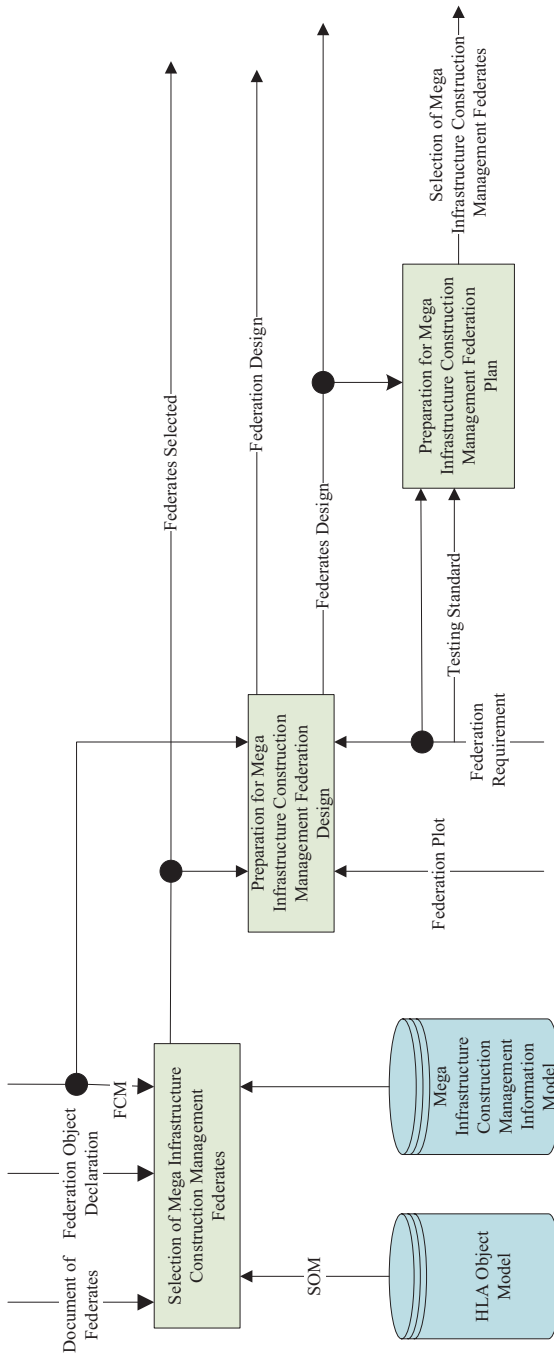 Document of
Federates
Federation Object
Declaration
FCM
Selection of Mega Infrastructure
Construction Management
Federates
SOM
HLA Object
Model
Mega
Infrastructure
Construction
Management
Information
Model
Federates Selected
Preparation for Mega
Infrastructure Construction
Management Federation
Design
Federation Plot
Federation
Requirement
Federation Design
Federates Design
Testing Standard
Preparation for Mega
Infrastructure Construction
Management Federation
Plan
Selection of Mega
Infrastructure Construction
Management Federates